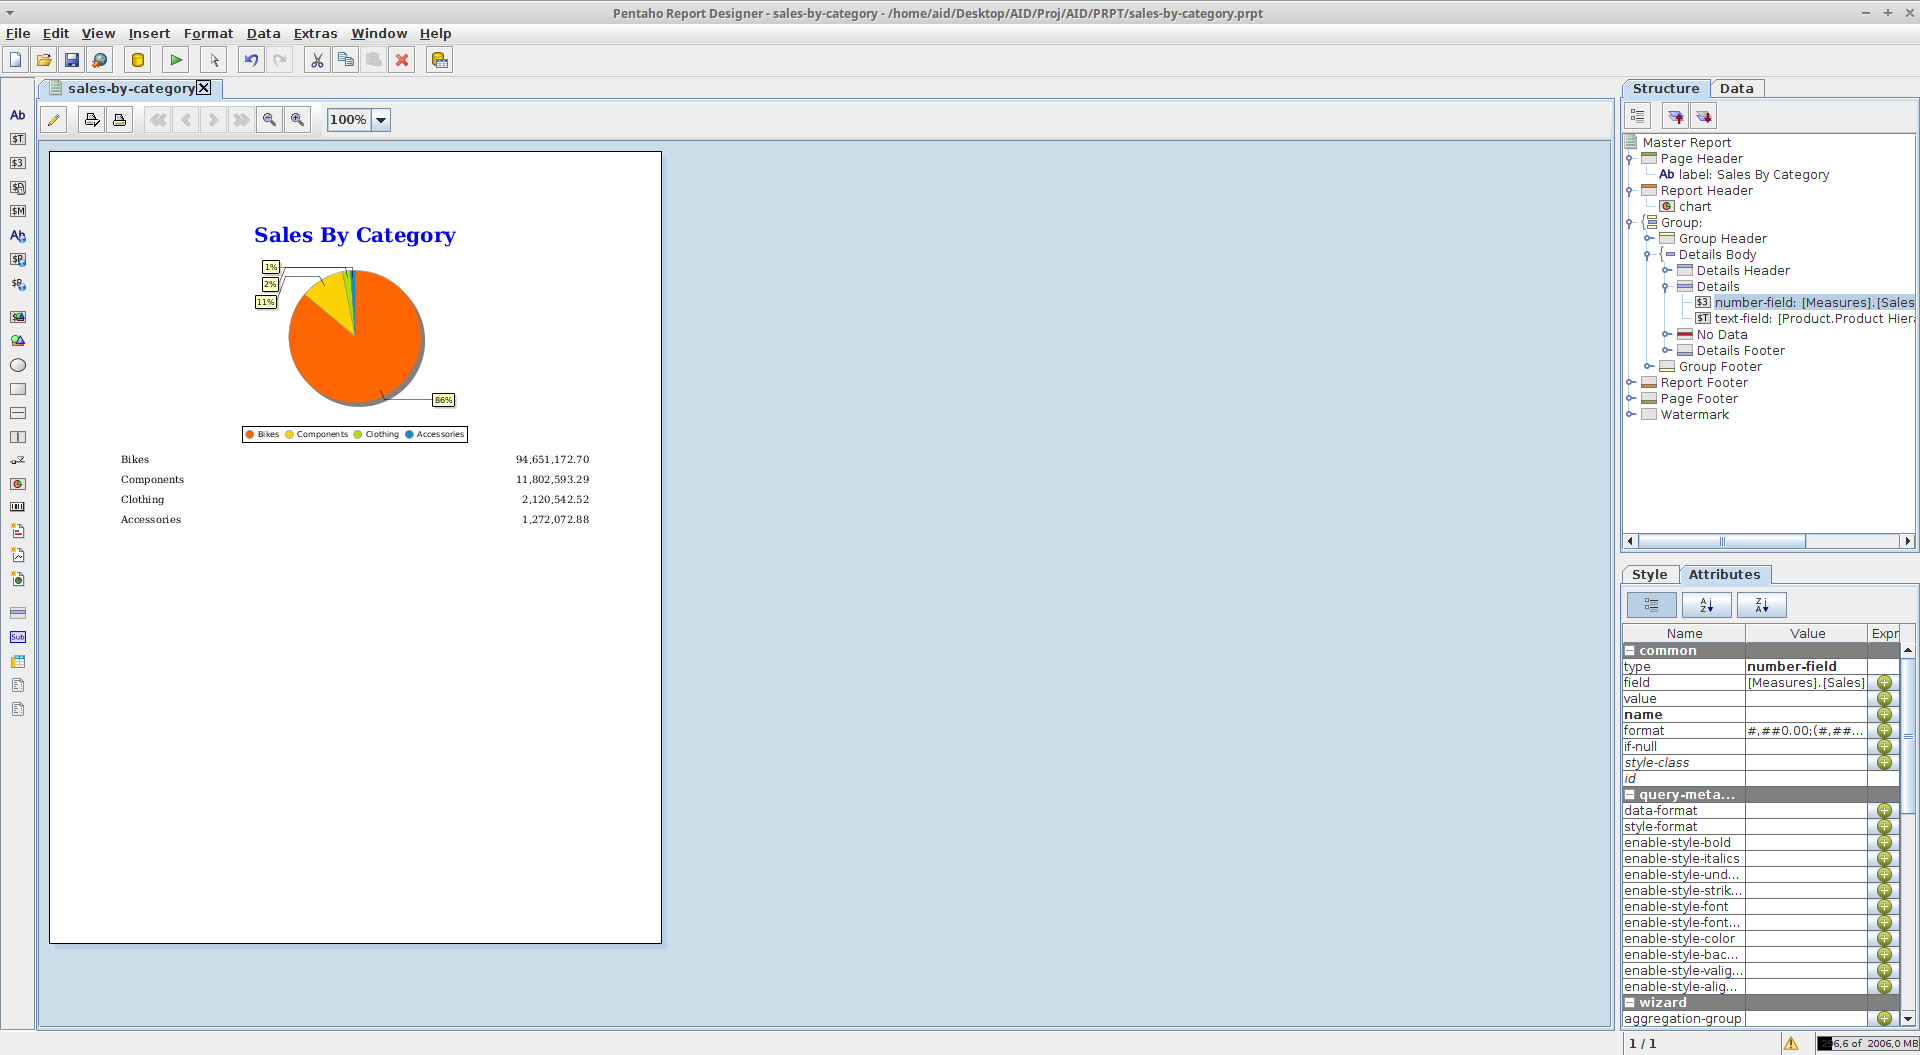 Pentaho Report Designer - sales-by-category - /home/aid/Desktop/AID/Proj/AID/PRPT/sales-by-category.prpt
File Edit View Insert Format Data Extras Window Help
sales-by-category
100%
Sales By Category
1%
2%
11%
86%
Bikes Components Clothing Accessories
Bikes 94,651,172.70
Components 11,802,593.29
Clothing 2,120,542.52
Accessories 1,272,072.88
Ab
$T
$3
$M
Ab
$P
$P
Sub
Structure Data
Master Report
Page Header
Ab label: Sales By Category
Report Header
chart
Group:
Group Header
Details Body
Details Header
Details
$3 number-field: [Measures].[Sales
$T text-field: [Product.Product Hier
No Data
Details Footer
Group Footer
Report Footer
Page Footer
Watermark
Style Attributes
A Z Z A
Name Value Expr
common
type number-field
field [Measures].[Sales]
value
name
format #,##0.00;(#,##...
if-null
style-class
id
query-meta...
data-format
style-format
enable-style-bold
enable-style-italics
enable-style-und...
enable-style-strik...
enable-style-font
enable-style-font...
enable-style-color
enable-style-bac...
enable-style-valig...
enable-style-alig...
wizard
aggregation-group
1 / 1
6,6 of 2006,0 MB